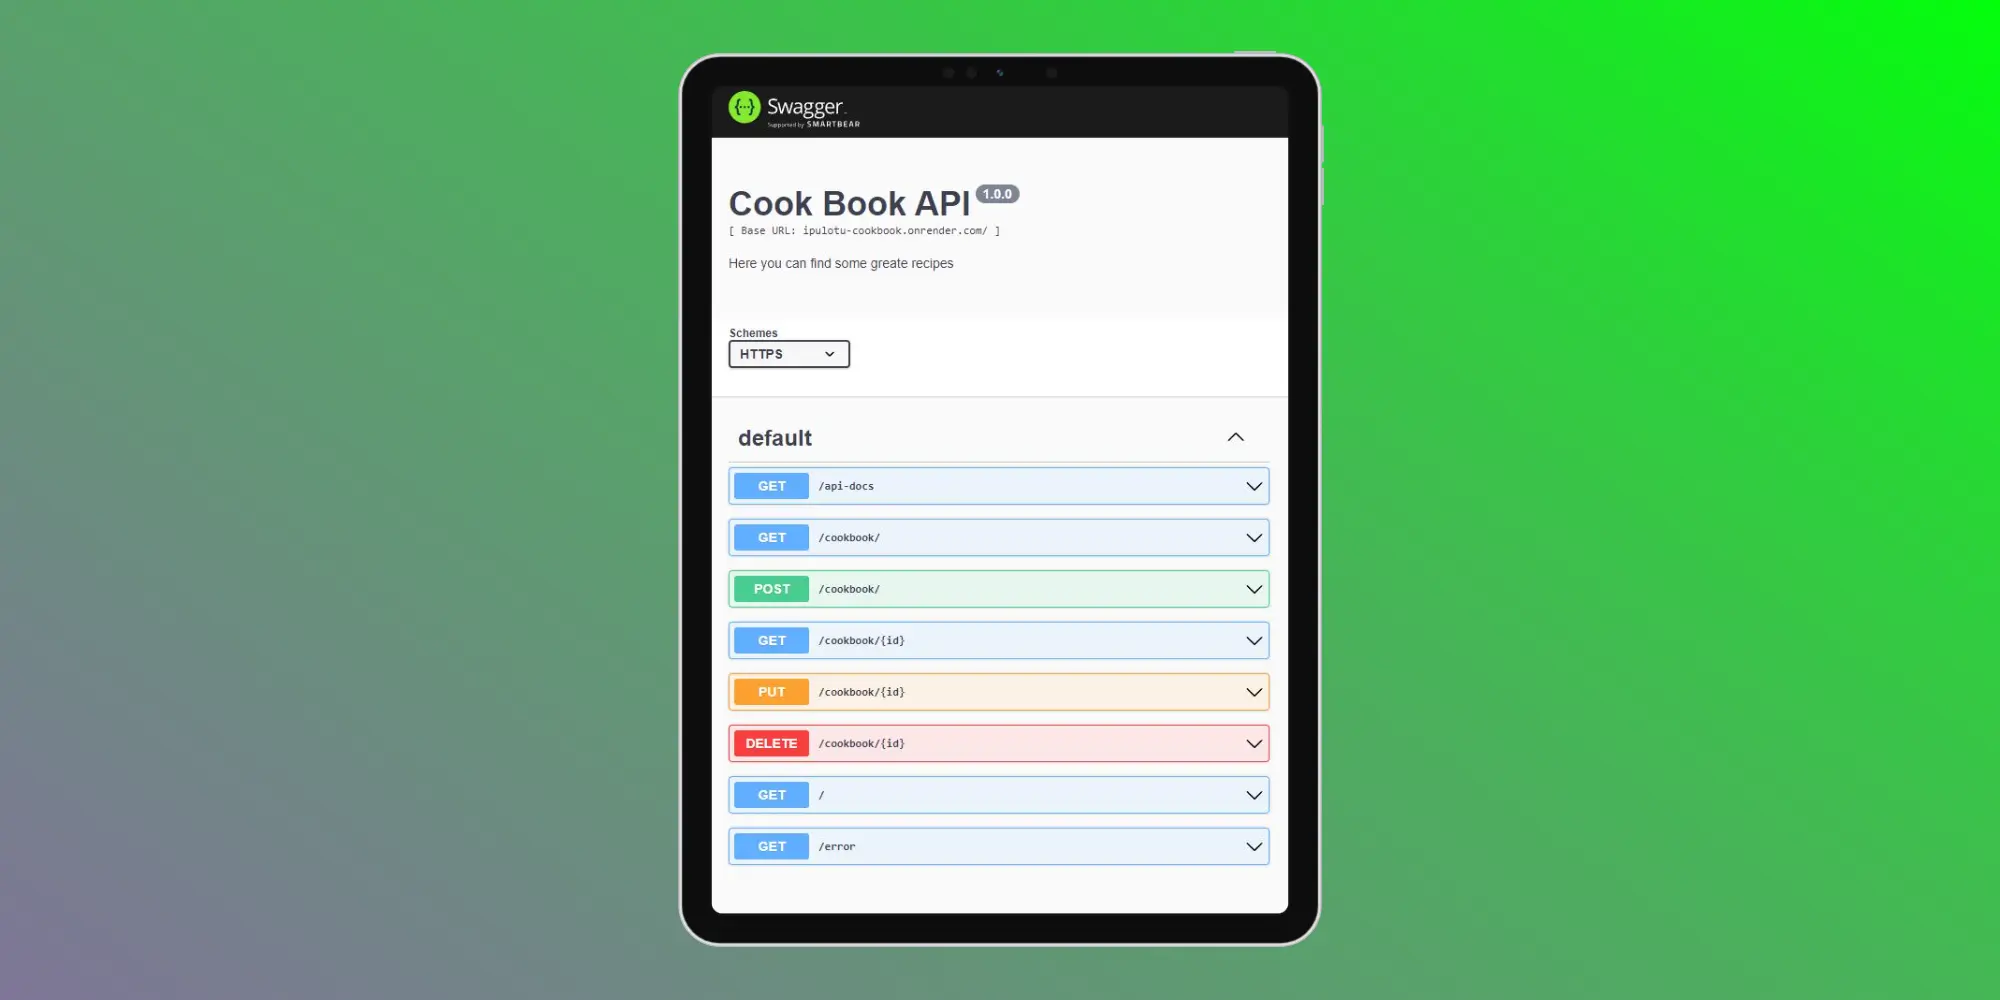 {···} Swagger.
Supported by SMARTBEAR
Cook Book API 1.0.0
[ Base URL: ipulotu-cookbook.onrender.com/ ]
Here you can find some greate recipes
Schemes
HTTPS
default
GET /api-docs
GET /cookbook/
POST /cookbook/
GET /cookbook/{id}
PUT /cookbook/{id}
DELETE /cookbook/{id}
GET /
GET /error